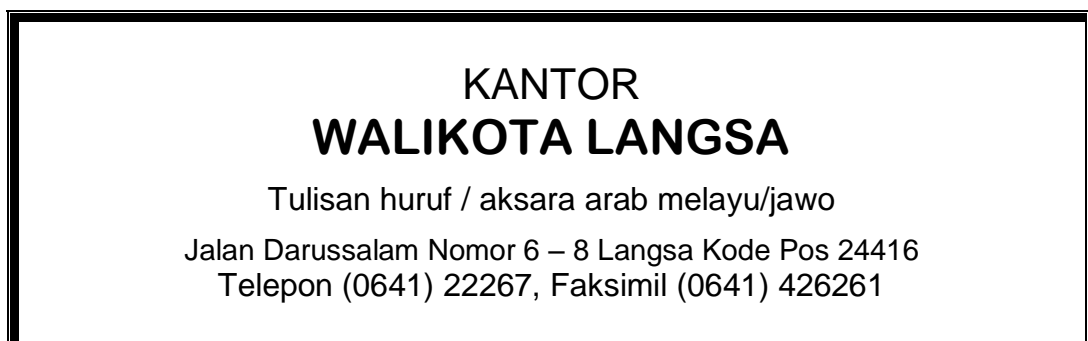 KANTOR
WALIKOTA LANGSA
Tulisan huruf / aksara arab melayu/jawo
Jalan Darussalam Nomor 6 – 8 Langsa Kode Pos 24416
Telepon (0641) 22267, Faksimil (0641) 426261